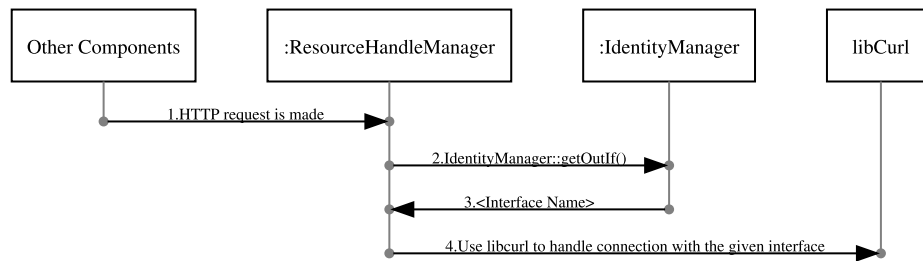 Other Components
:ResourceHandleManager
:IdentityManager
libCurl
1.HTTP request is made
2.IdentityManager::getOutIf()
3.<Interface Name>
4.Use libcurl to handle connection with the given interface